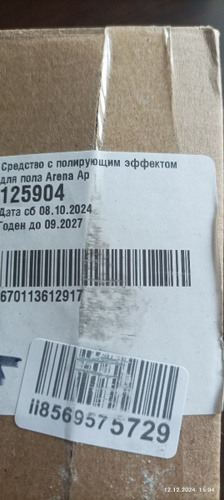 Средство с полирующим эффектом
для пола Arena Ар
125904
Дата сб 08.10.2024
Годен до 09.2027
670113612917
ii8569575729
12.12.2024 15:04